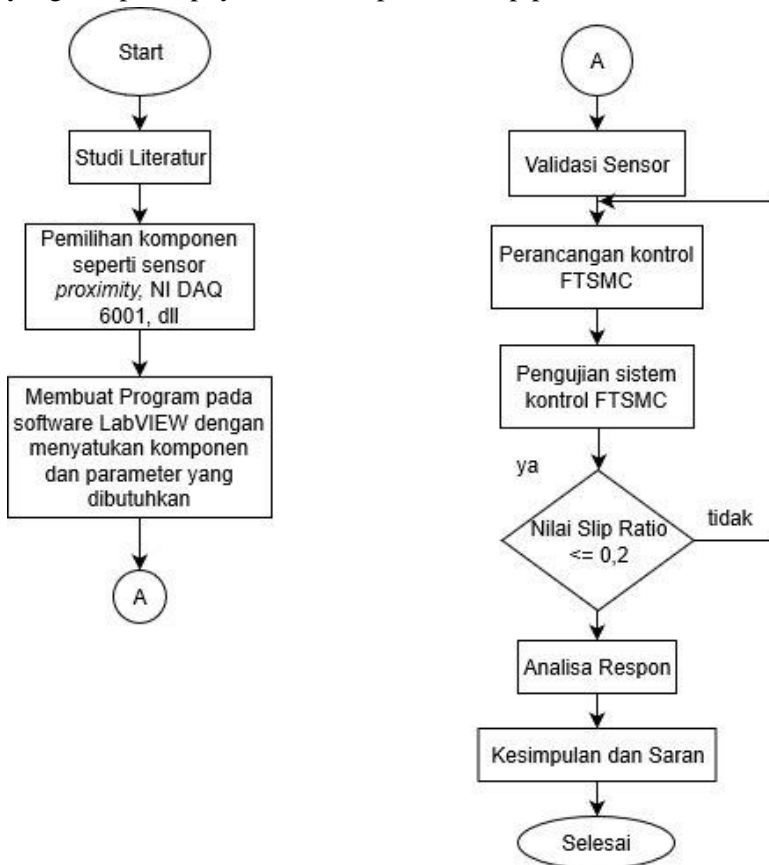 Start
Studi Literatur
Pemilihan komponen
seperti sensor
proximity, NI DAQ
6001, dll
Membuat Program pada
software LabVIEW dengan
menyatukan komponen
dan parameter yang
dibutuhkan
A
A
Validasi Sensor
Perancangan kontrol
FTSMC
Pengujian sistem
kontrol FTSMC
ya
Nilai Slip Ratio
<= 0,2
tidak
Analisa Respon
Kesimpulan dan Saran
Selesai